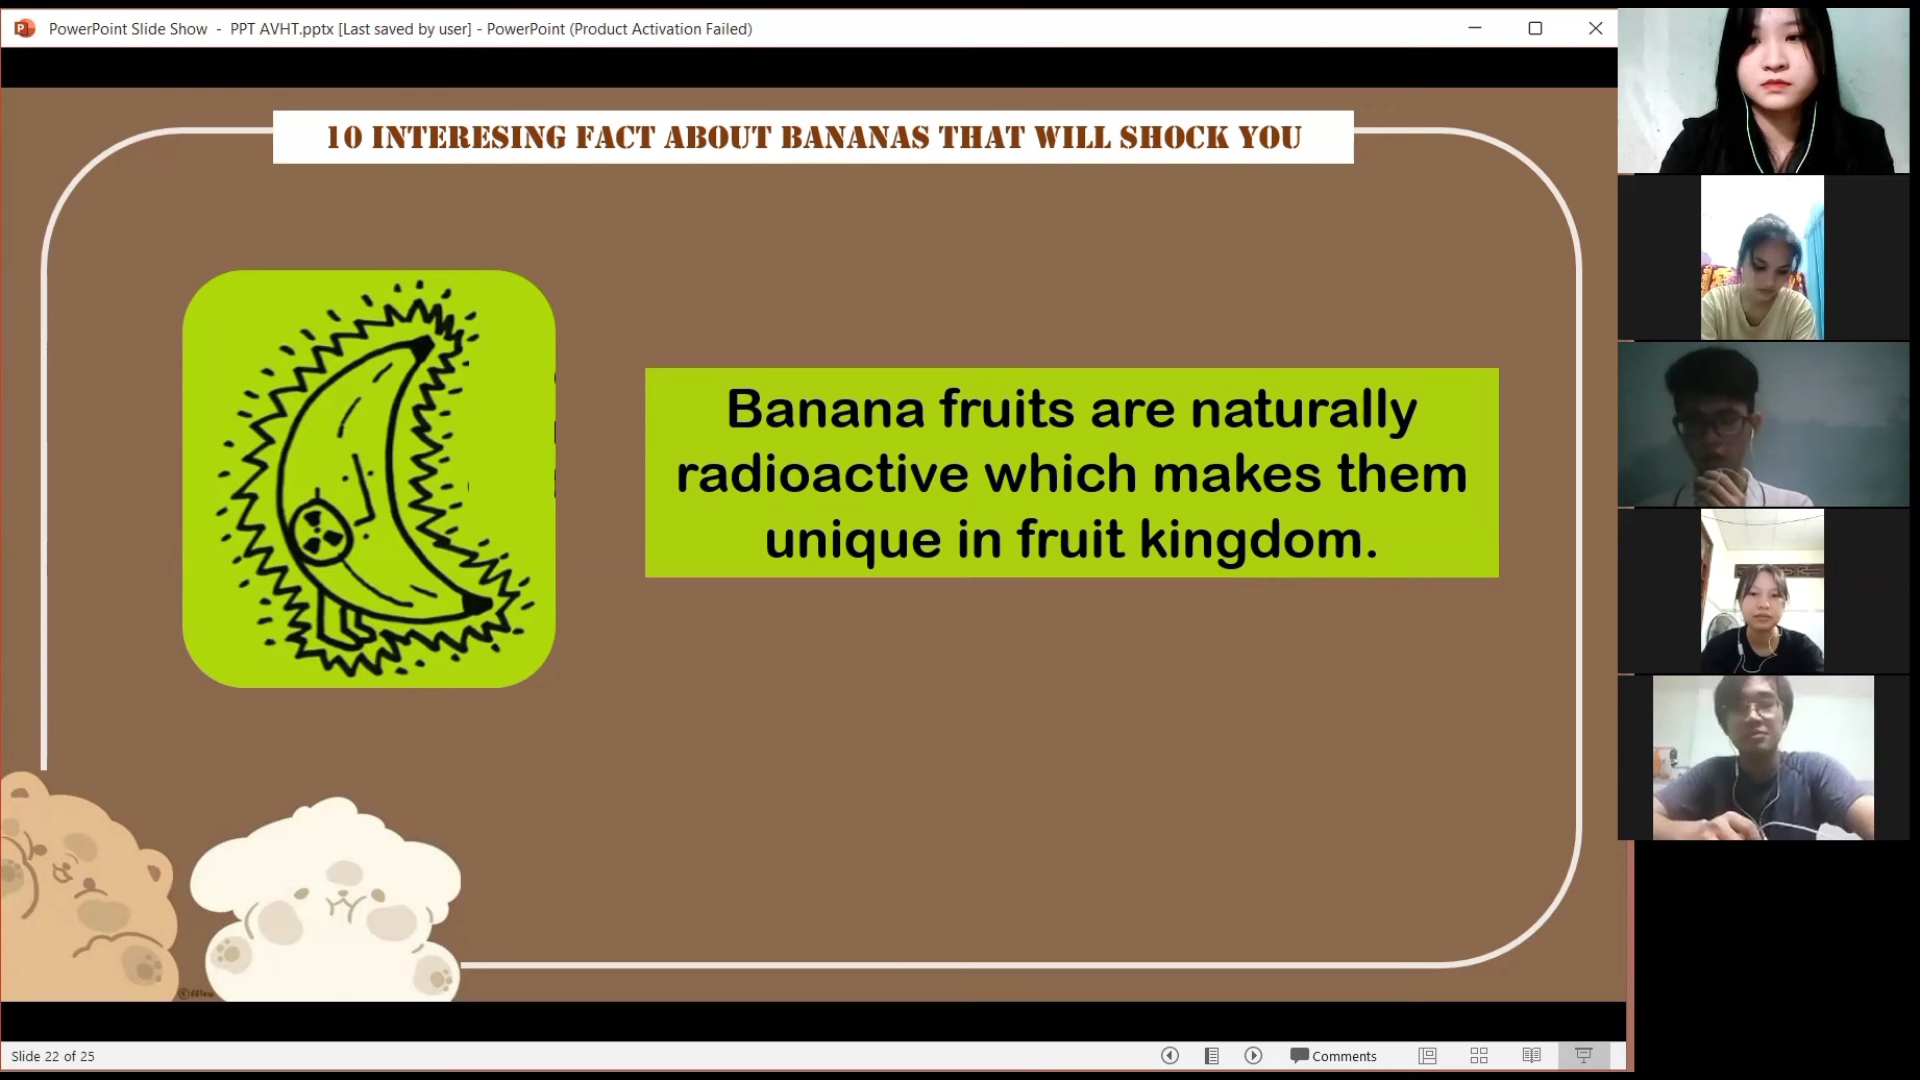 PowerPoint Slide Show - PPT AVHT.pptx [Last saved by user] - PowerPoint (Product Activation Failed)
10 INTERESING FACT ABOUT BANANAS THAT WILL SHOCK YOU
Banana fruits are naturally
radioactive which makes them
unique in fruit kingdom.
Slide 22 of 25
Comments